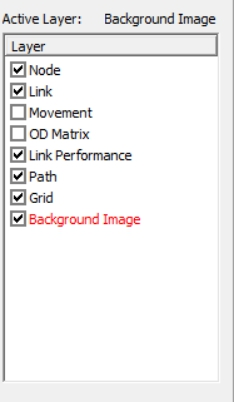 Active Layer: Background Image
Layer
Node
Link
Movement
OD Matrix
Link Performance
Path
Grid
Background Image